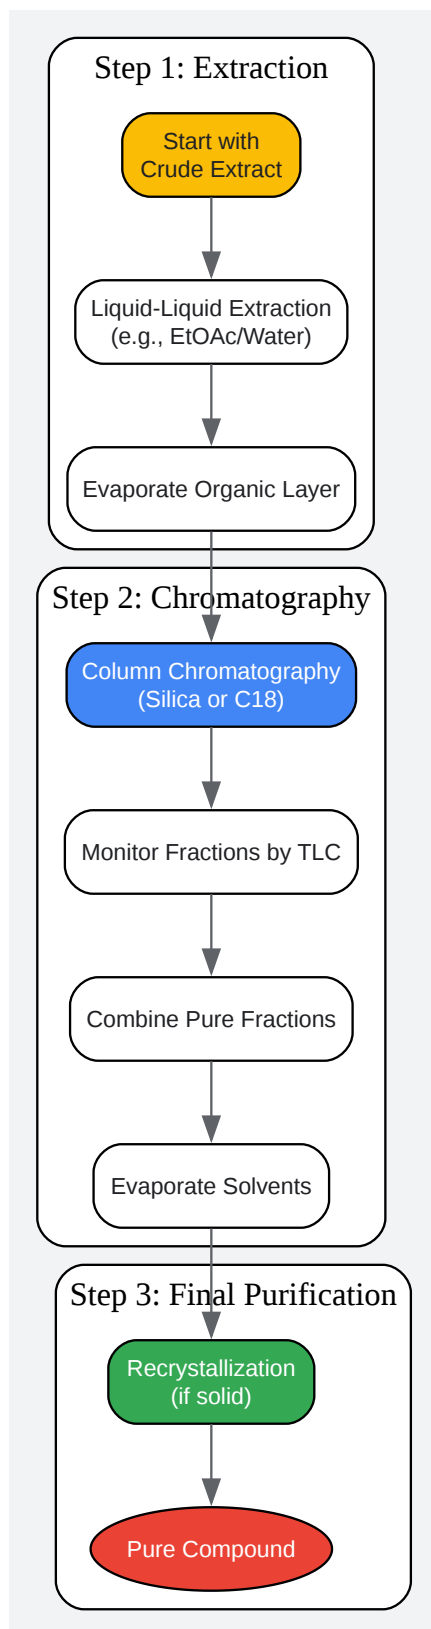 Step 1: Extraction
Start with
Crude Extract
Liquid-Liquid Extraction
(e.g., EtOAc/Water)
Evaporate Organic Layer
Step 2: Chromatography
Column Chromatography
(Silica or C18)
Monitor Fractions by TLC
Combine Pure Fractions
Evaporate Solvents
Step 3: Final Purification
Recrystallization
(if solid)
Pure Compound